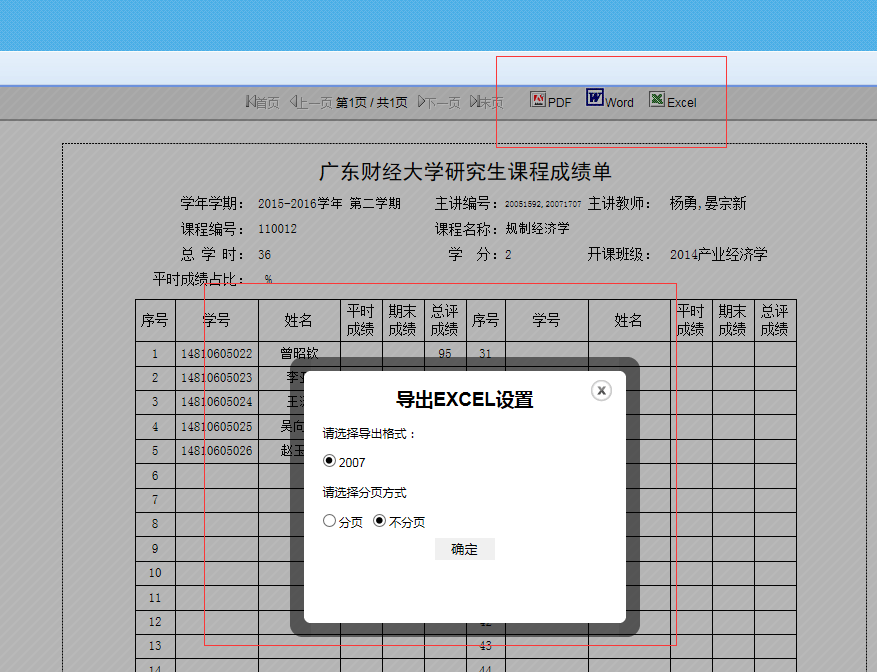 首页 上一页 第1页 / 共1页 下一页 末页 PDF Word Excel
广东财经大学研究生课程成绩单
学年学期： 2015-2016学年 第二学期 主讲编号： 20051592,20071707 主讲教师： 杨勇,晏宗新
课程编号： 110012 课程名称： 规制经济学
总 学 时： 36 学 分： 2 开课班级： 2014产业经济学
平时成绩占比： %
序号 学号 姓名 平时成绩 期末成绩 总评成绩 序号 学号 姓名 平时成绩 期末成绩 总评成绩
1 14810605022 曾昭钦 95 31
2 14810605023 李
3 14810605024 王
4 14810605025 吴向
5 14810605026 赵玉
6
7
8
9
10
11
12 42
13 43
14 44
导出EXCEL设置
X
请选择导出格式：
2007
请选择分页方式
分页 不分页
确定